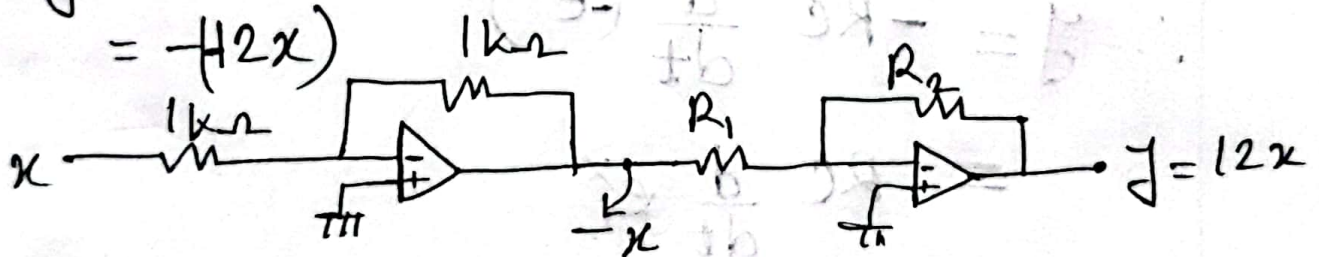 = -(-12x)
1kΩ
1kΩ
R₁
R₂
x
-
+
-x
-
+
y = 12x